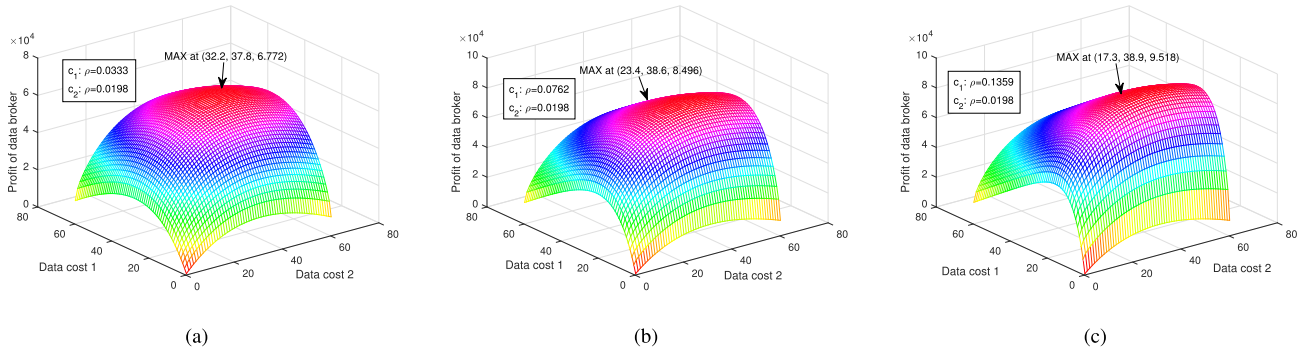 ×10⁴
8
6
4
2
0
Profit of data broker
c₁: ρ=0.0333
c₂: ρ=0.0198
MAX at (32.2, 37.8, 6.772)
80
60
40
20
0
Data cost 1
0
20
40
60
80
Data cost 2
(a)
×10⁴
10
8
6
4
2
0
Profit of data broker
c₁: ρ=0.0762
c₂: ρ=0.0198
MAX at (23.4, 38.6, 8.496)
80
60
40
20
0
Data cost 1
0
20
40
60
80
Data cost 2
(b)
×10⁴
10
8
6
4
2
0
Profit of data broker
c₁: ρ=0.1359
c₂: ρ=0.0198
MAX at (17.3, 38.9, 9.518)
80
60
40
20
0
Data cost 1
0
20
40
60
80
Data cost 2
(c)